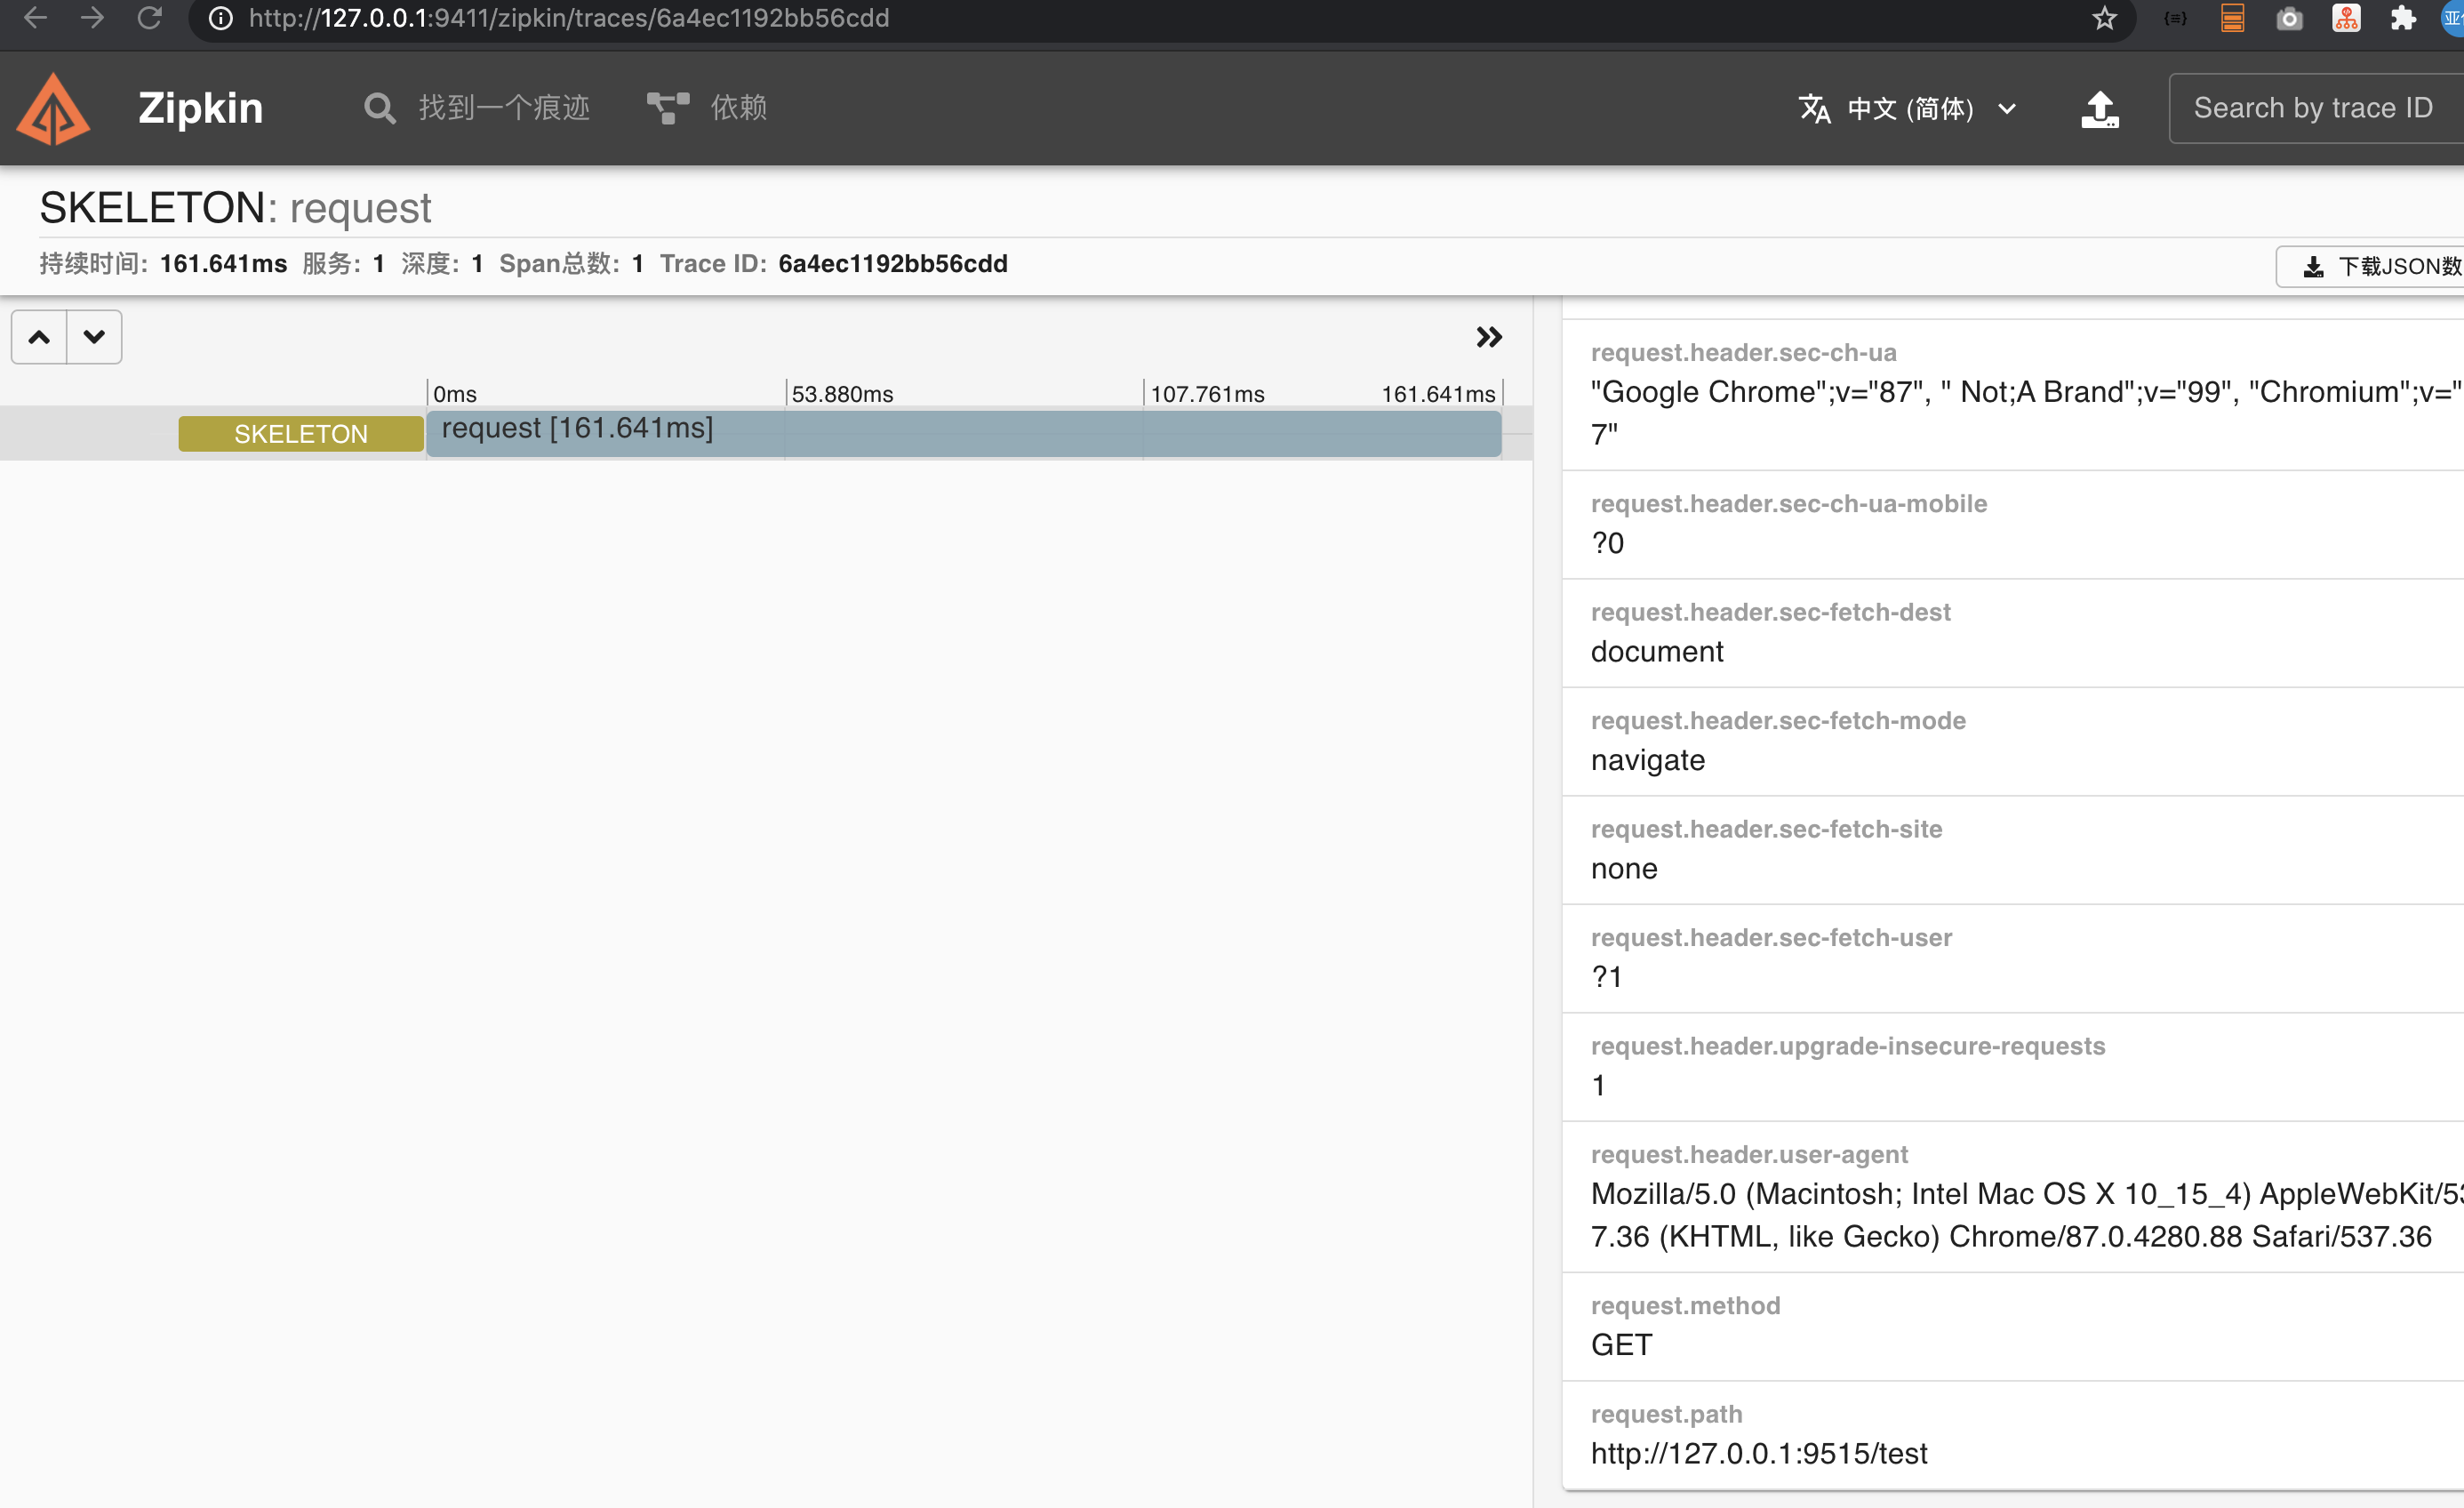 http://127.0.0.1:9411/zipkin/traces/6a4ec1192bb56cdd
Zipkin
找到一个痕迹
依赖
中文 (简体)
Search by trace ID
SKELETON: request
持续时间: 161.641ms 服务: 1 深度: 1 Span总数: 1 Trace ID: 6a4ec1192bb56cdd
下载JSON数
0ms 53.880ms 107.761ms 161.641ms
SKELETON request [161.641ms]
request.header.sec-ch-ua
"Google Chrome";v="87", " Not;A Brand";v="99", "Chromium";v="
7"
request.header.sec-ch-ua-mobile
?0
request.header.sec-fetch-dest
document
request.header.sec-fetch-mode
navigate
request.header.sec-fetch-site
none
request.header.sec-fetch-user
?1
request.header.upgrade-insecure-requests
1
request.header.user-agent
Mozilla/5.0 (Macintosh; Intel Mac OS X 10_15_4) AppleWebKit/53
7.36 (KHTML, like Gecko) Chrome/87.0.4280.88 Safari/537.36
request.method
GET
request.path
http://127.0.0.1:9515/test